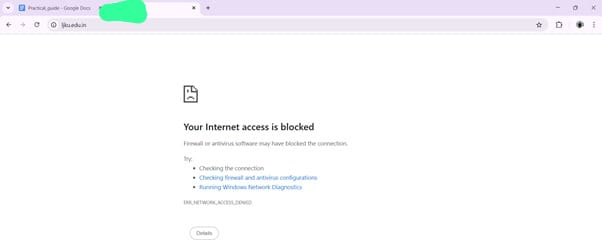 Practical_guide - Google Docs
ljku.edu.in
Your Internet access is blocked
Firewall or antivirus software may have blocked the connection.
Try:
Checking the connection
Checking firewall and antivirus configurations
Running Windows Network Diagnostics
ERR_NETWORK_ACCESS_DENIED
Details